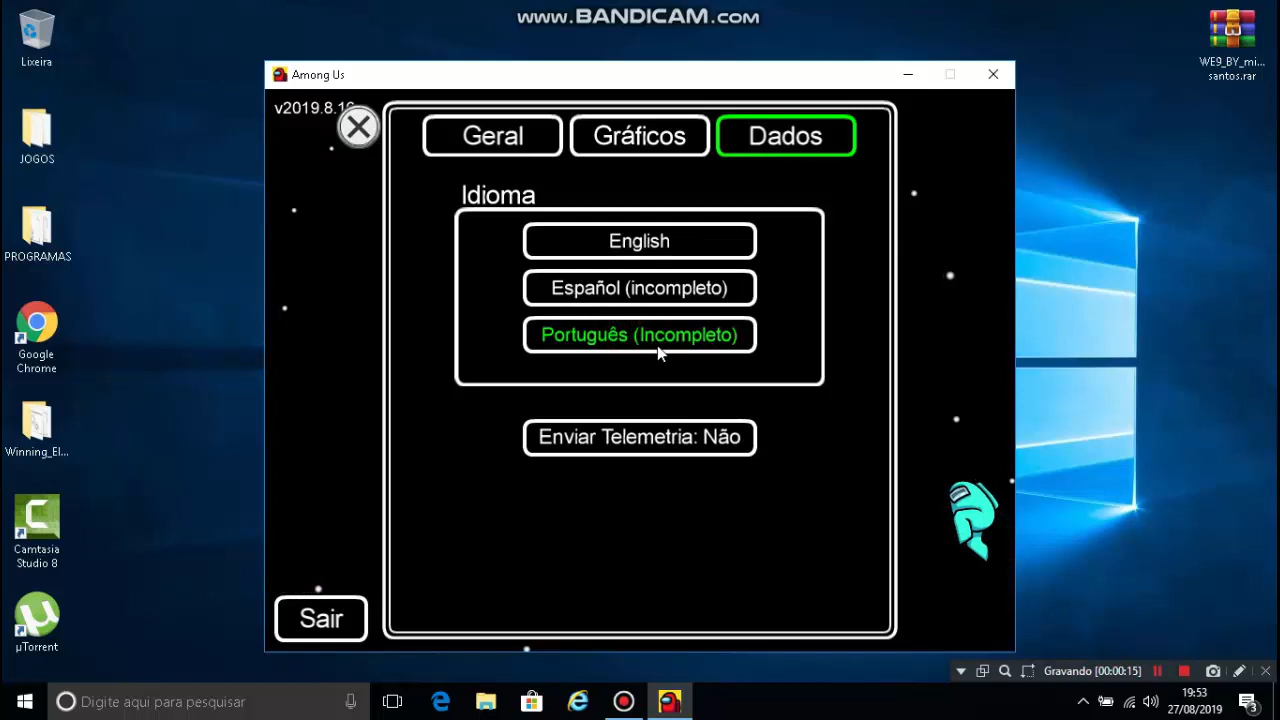 www.BANDICAM.com
Lixeira
JOGOS
PROGRAMAS
Google
Chrome
Winning_El...
Camtasia
Studio 8
µTorrent
WE9_BY_mi...
santos.rar
Among Us
Geral
Gráficos
Dados
Idioma
English
Español (incompleto)
Português (Incompleto)
Enviar Telemetria: Não
Sair
Gravando [00:00:15]
Digite aqui para pesquisar
19:53
27/08/2019
3